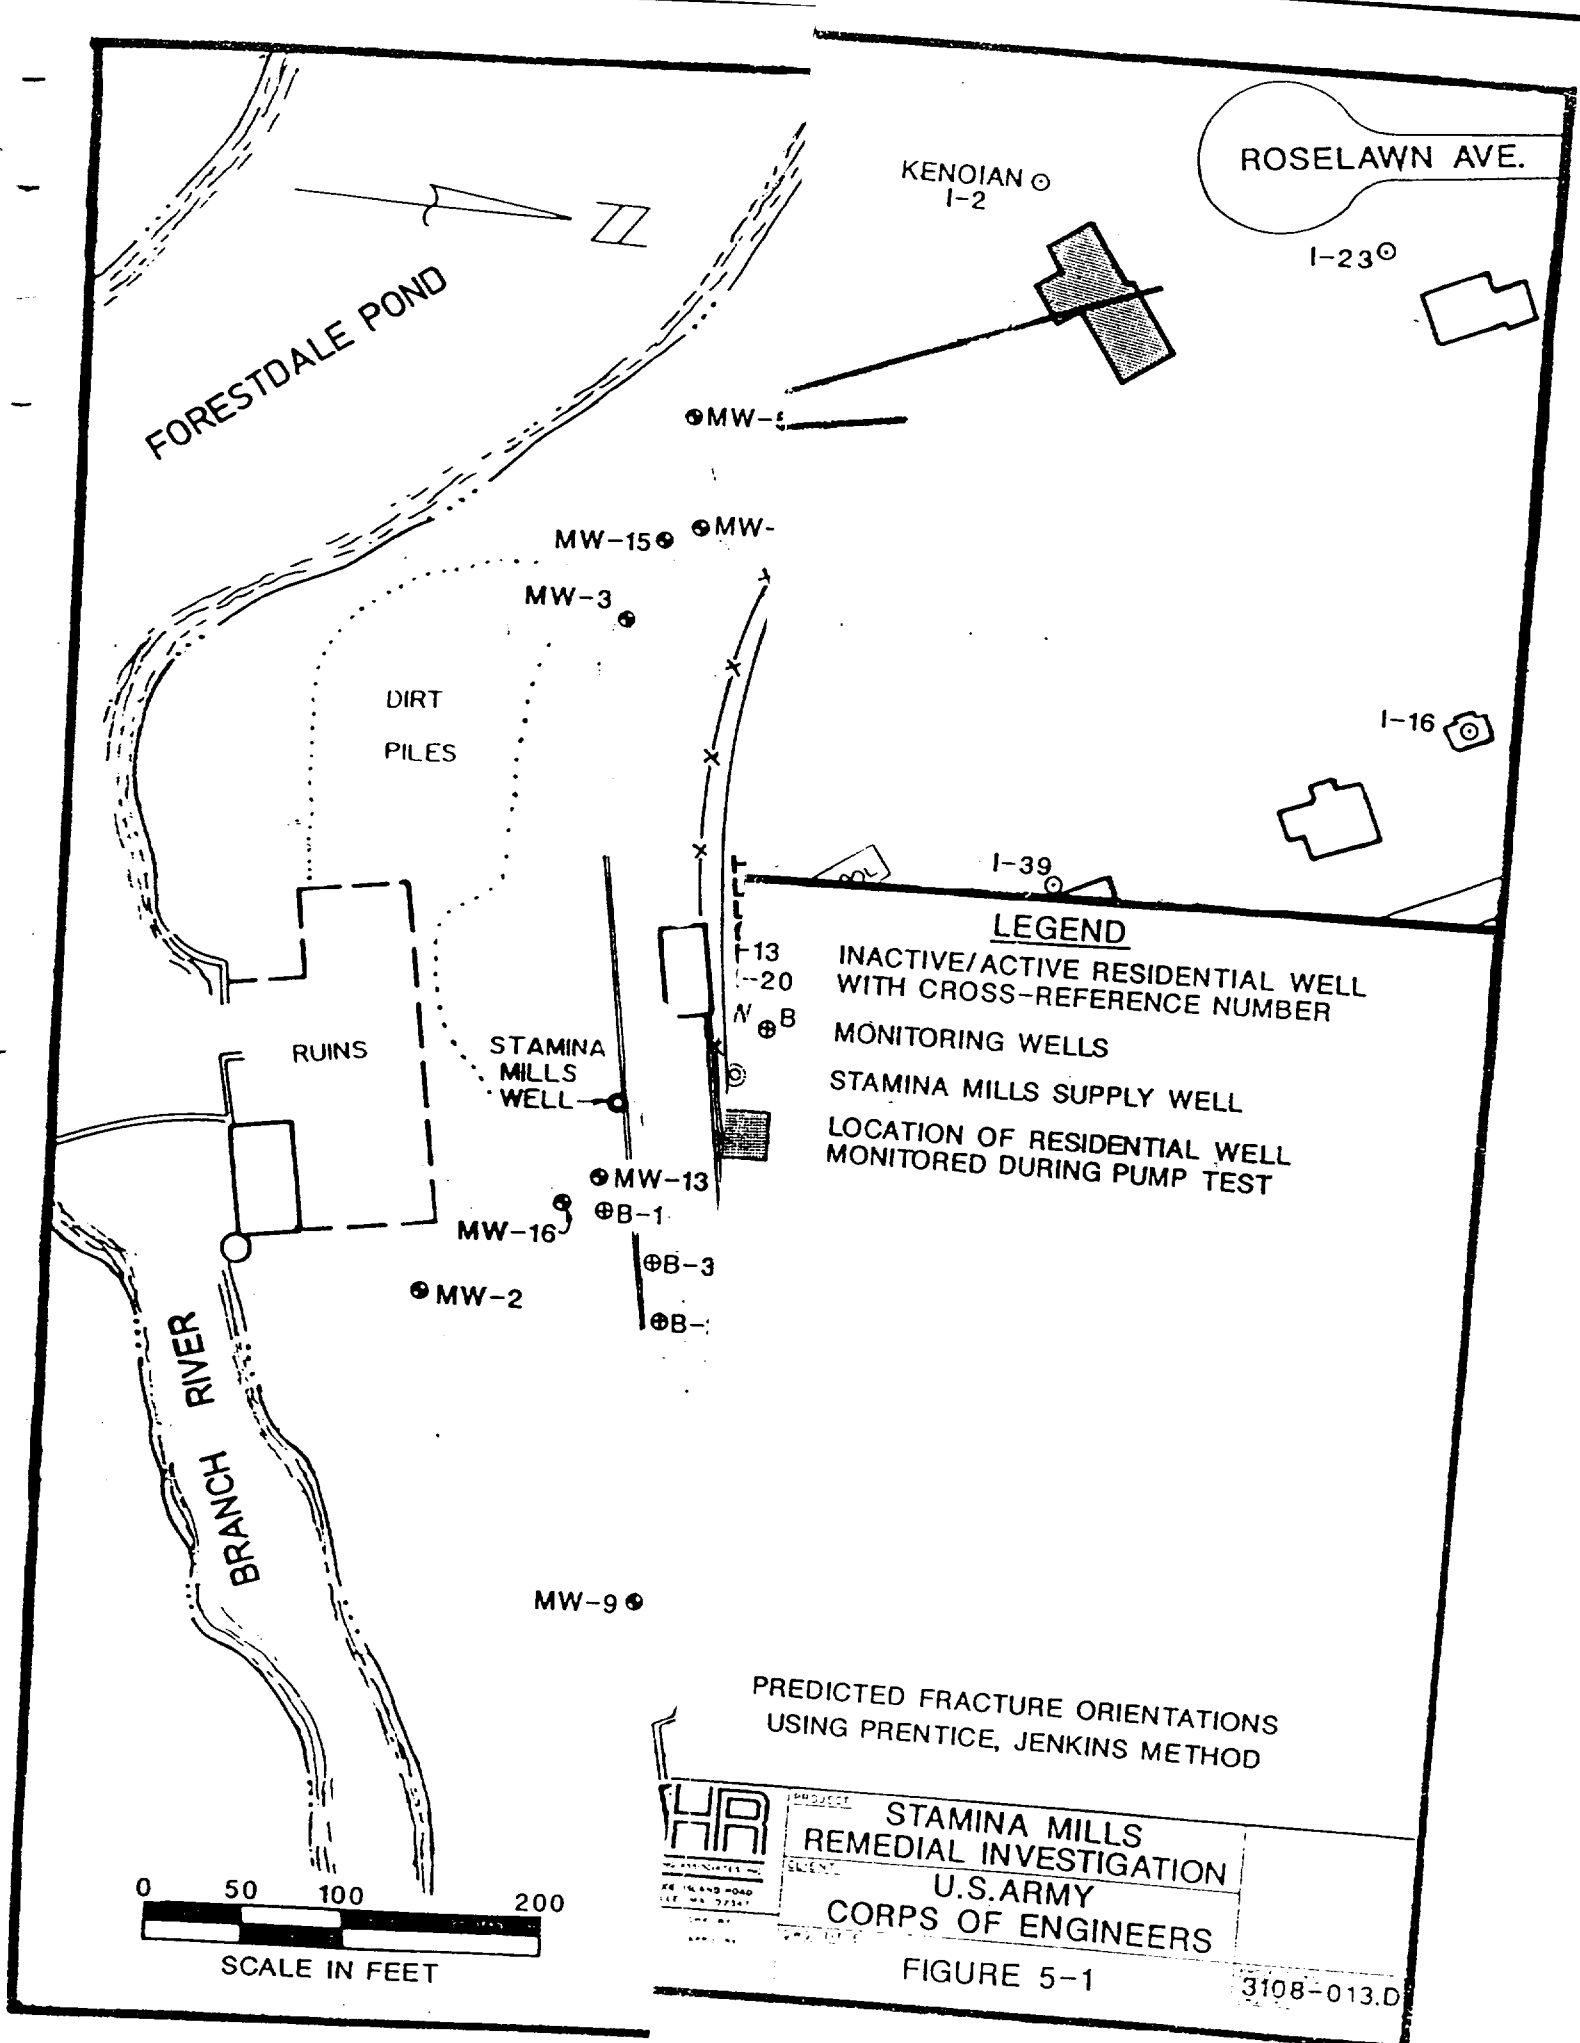 ROSELAWN AVE.
KENOIAN
I-2
I-23
FORESTDALE POND
MW-
MW-15
MW-
MW-3
DIRT
PILES
I-16
I-39
LEGEND
-13
-20
INACTIVE/ACTIVE RESIDENTIAL WELL
WITH CROSS-REFERENCE NUMBER
N
B
MONITORING WELLS
STAMINA MILLS SUPPLY WELL
LOCATION OF RESIDENTIAL WELL
MONITORED DURING PUMP TEST
RUINS
STAMINA
MILLS
WELL
MW-13
MW-16
B-1
B-3
B-
MW-2
BRANCH RIVER
MW-9
PREDICTED FRACTURE ORIENTATIONS
USING PRENTICE, JENKINS METHOD
PROJECT
STAMINA MILLS
REMEDIAL INVESTIGATION
CLIENT
U.S. ARMY
CORPS OF ENGINEERS
FIGURE 5-1
3108-013.D
0 50 100 200
SCALE IN FEET